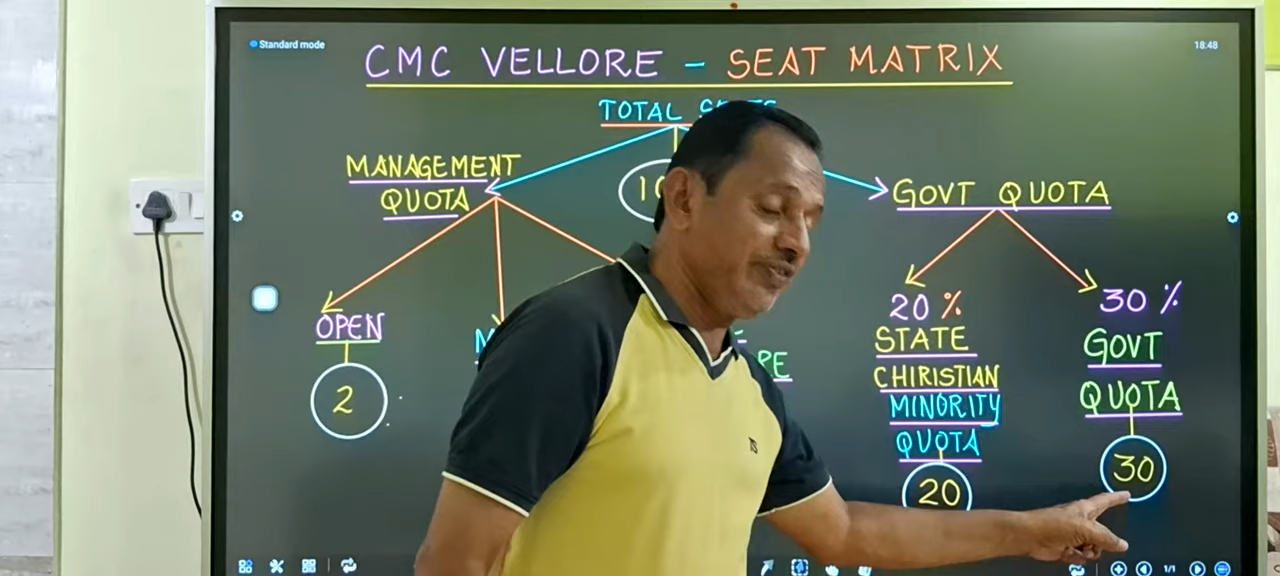 Standard mode
18:48
CMC VELLORE - SEAT MATRIX
TOTAL
MANAGEMENT
QUOTA
GOVT QUOTA
OPEN
2
20 %
STATE
CHIRISTIAN
MINORITY
QUOTA
20
30 %
GOVT
QUOTA
30
1/1